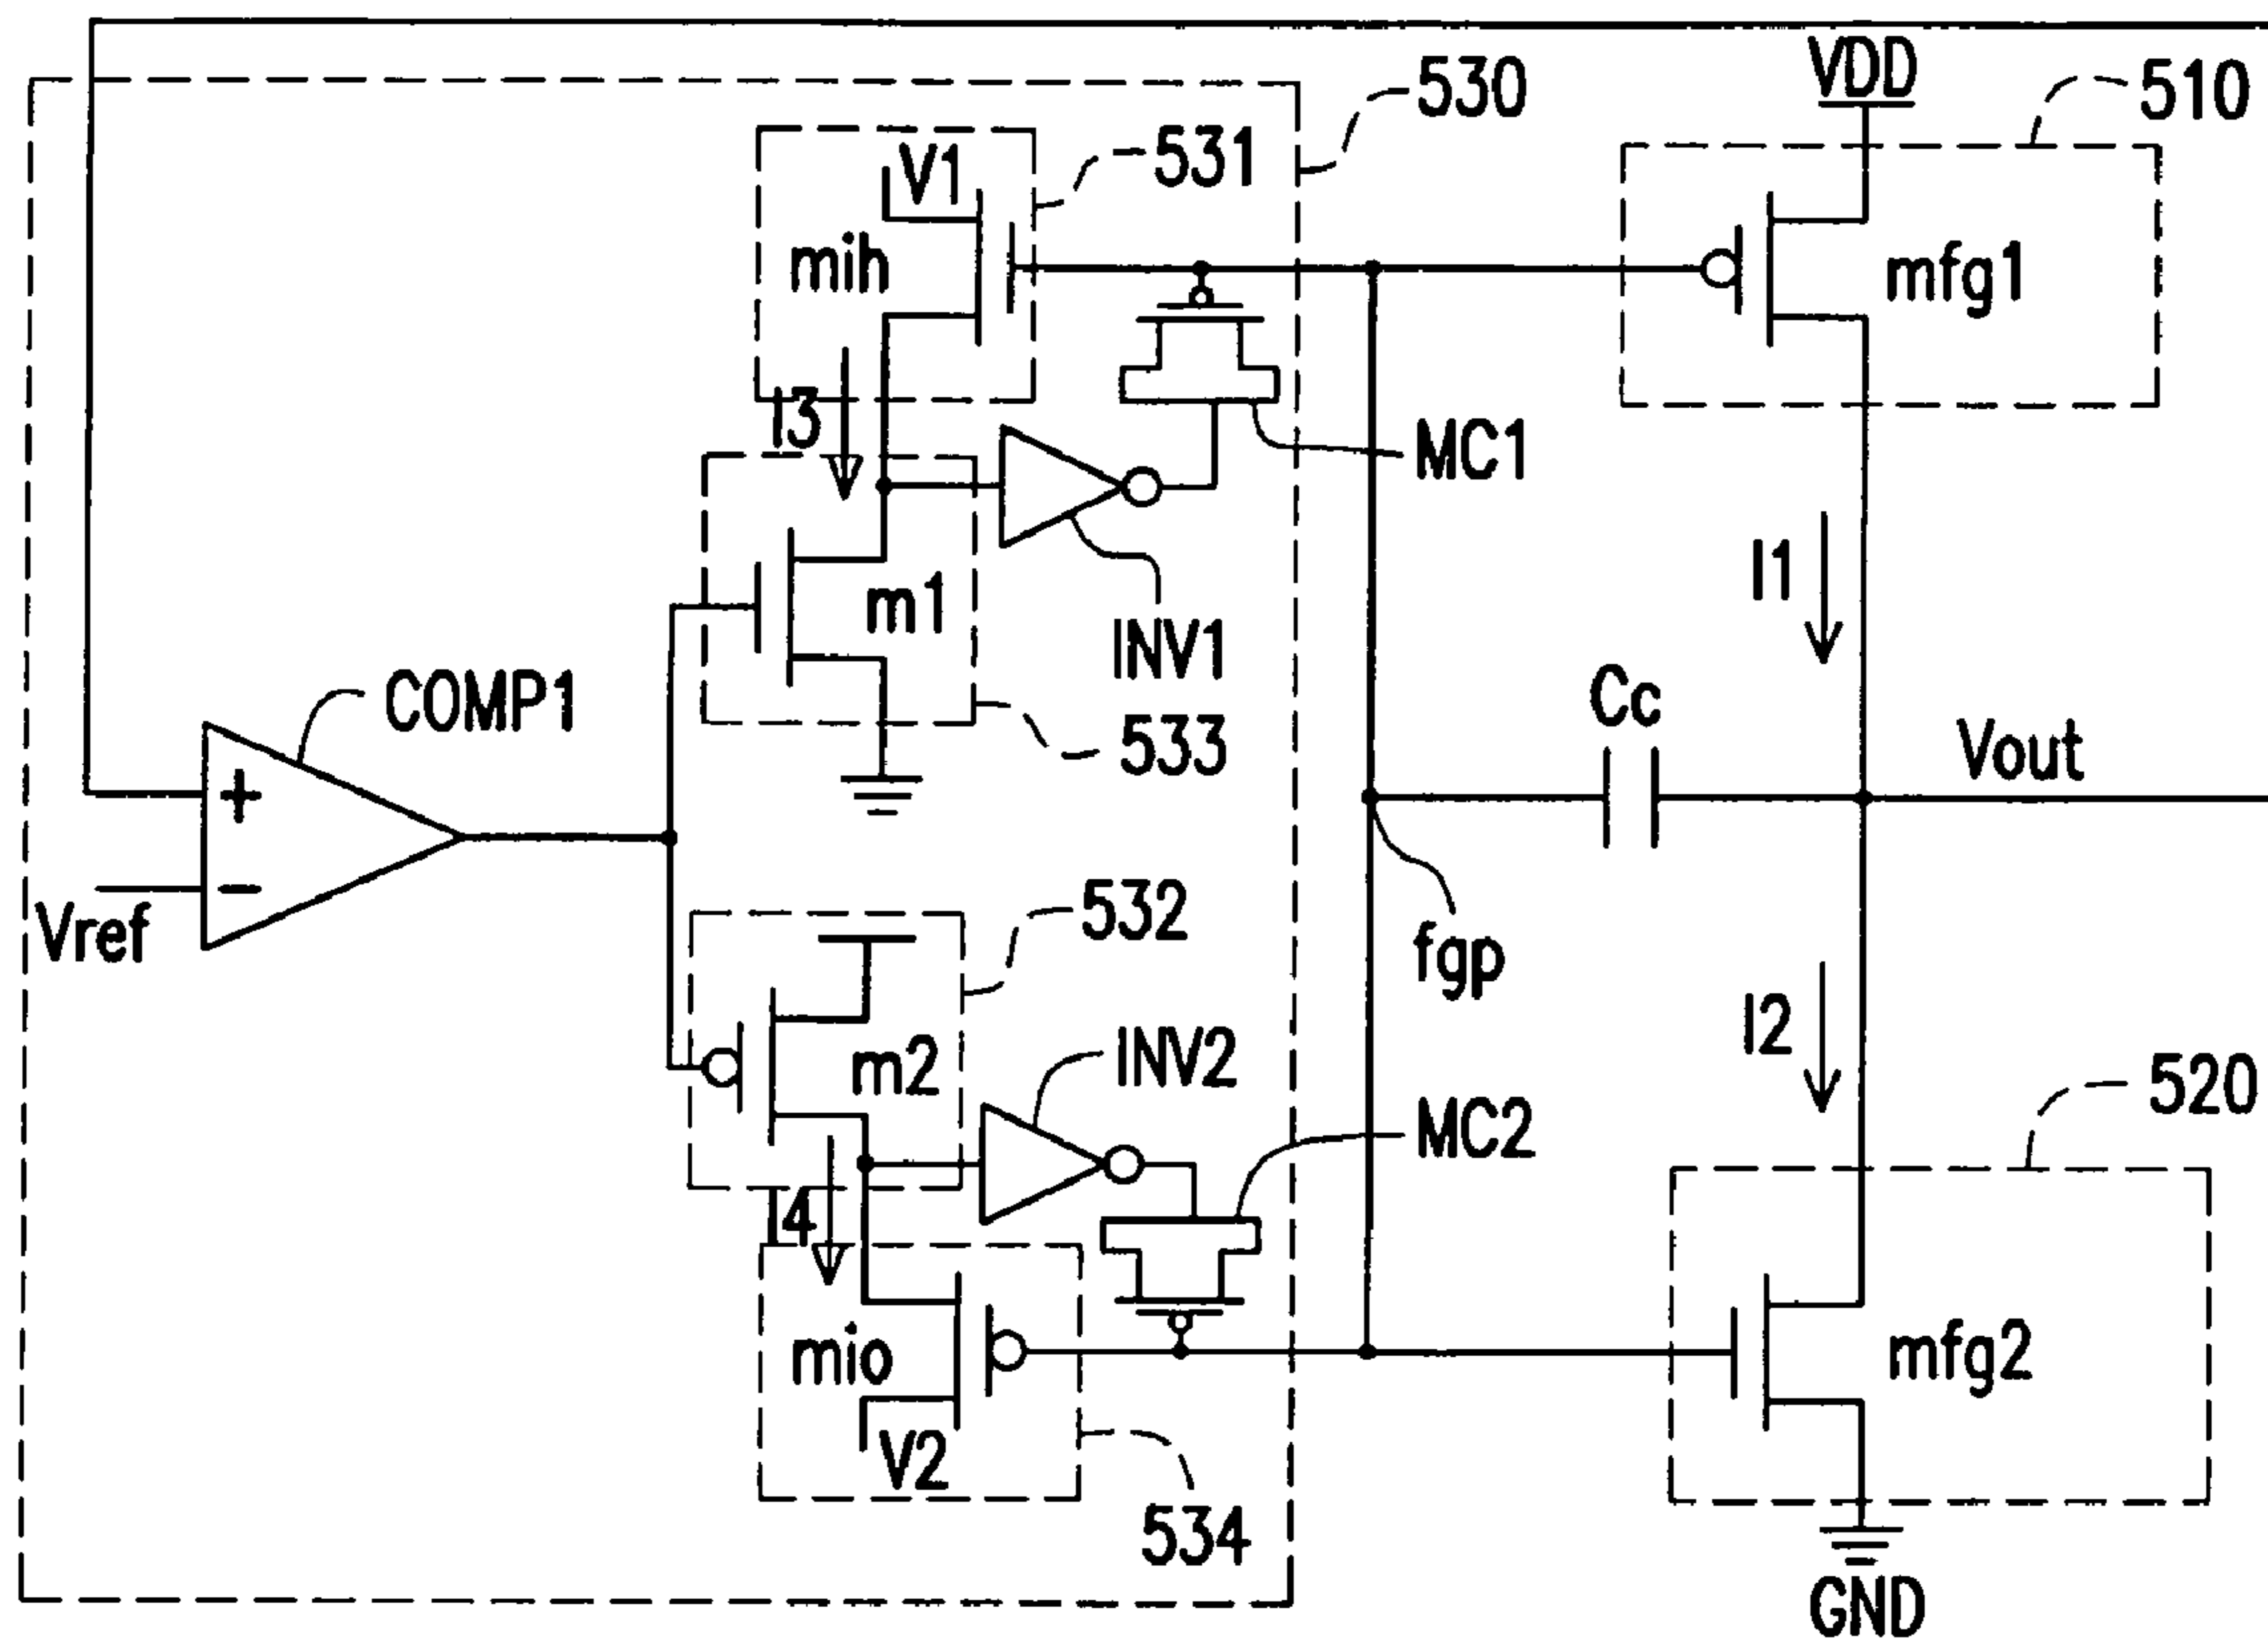 VDD
510
530
531
V1
mih
mfg1
I3
MC1
I1
m1
INV1
COMP1
Cc
533
Vout
+
−
Vref
532
fgp
I2
m2
INV2
520
MC2
I4
mio
mfg2
V2
534
GND